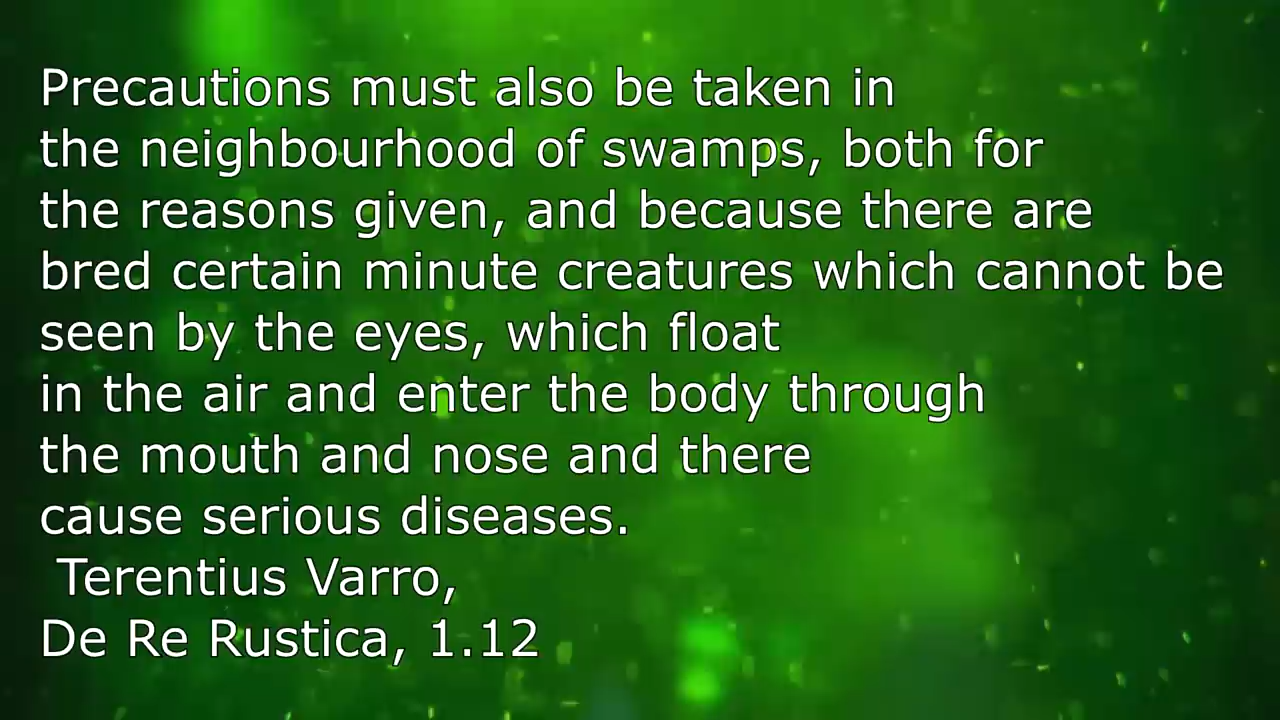 Precautions must also be taken in
the neighbourhood of swamps, both for
the reasons given, and because there are
bred certain minute creatures which cannot be
seen by the eyes, which float
in the air and enter the body through
the mouth and nose and there
cause serious diseases.
Terentius Varro,
De Re Rustica, 1.12